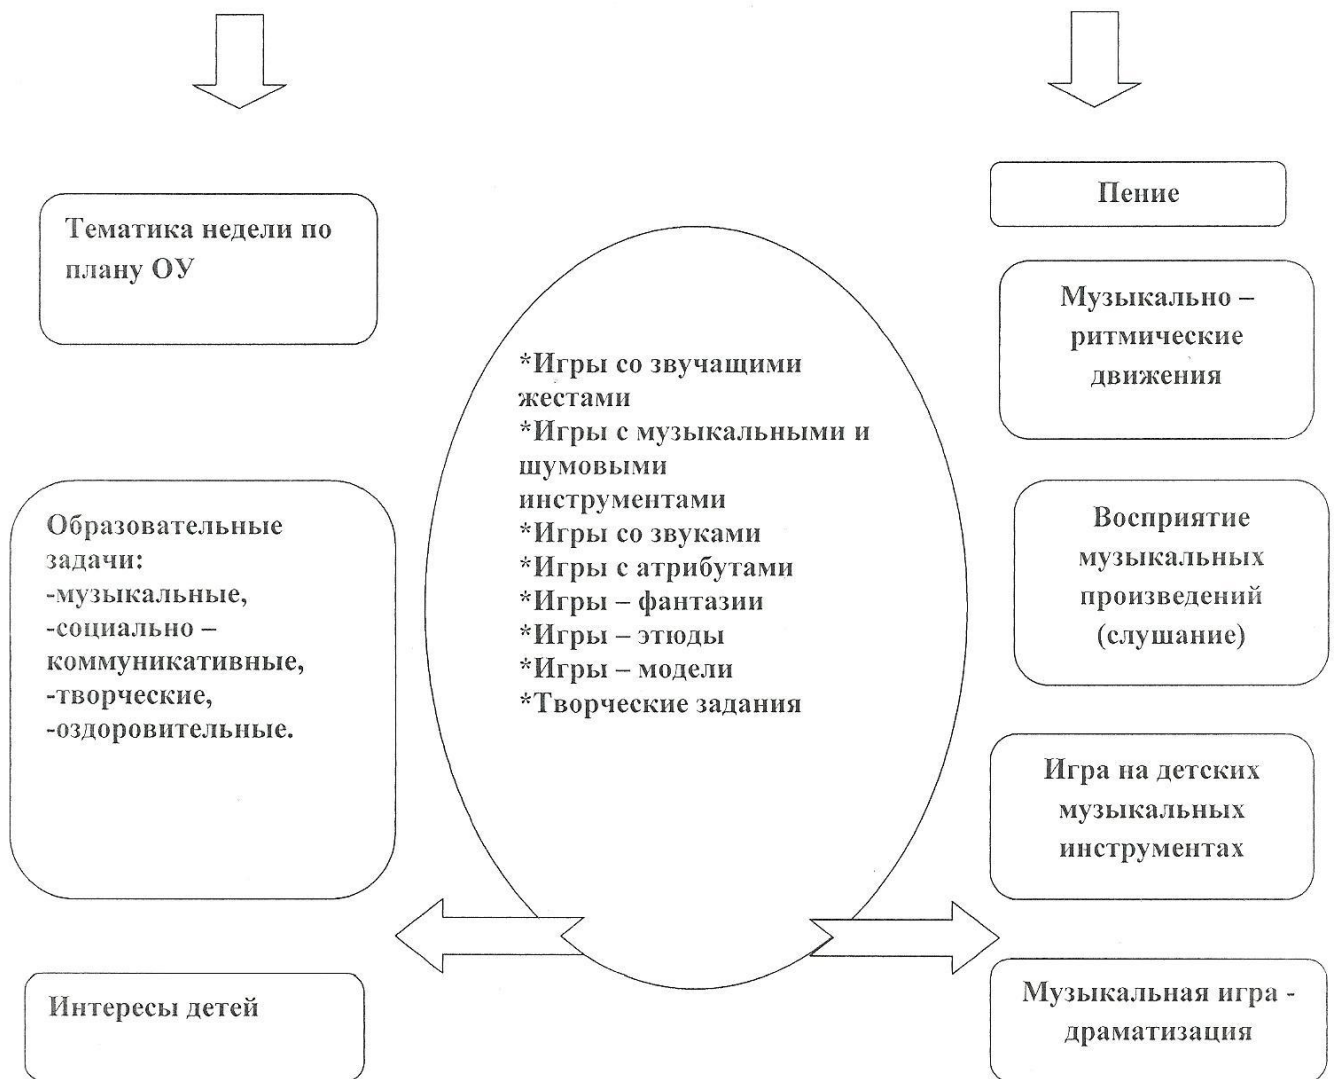 Тематика недели по
плану ОУ
Образовательные
задачи:
-музыкальные,
-социально –
коммуникативные,
-творческие,
-оздоровительные.
Интересы детей
*Игры со звучащими
жестами
*Игры с музыкальными и
шумовыми
инструментами
*Игры со звуками
*Игры с атрибутами
*Игры – фантазии
*Игры – этюды
*Игры – модели
*Творческие задания
Пение
Музыкально –
ритмические
движения
Восприятие
музыкальных
произведений
(слушание)
Игра на детских
музыкальных
инструментах
Музыкальная игра -
драматизация